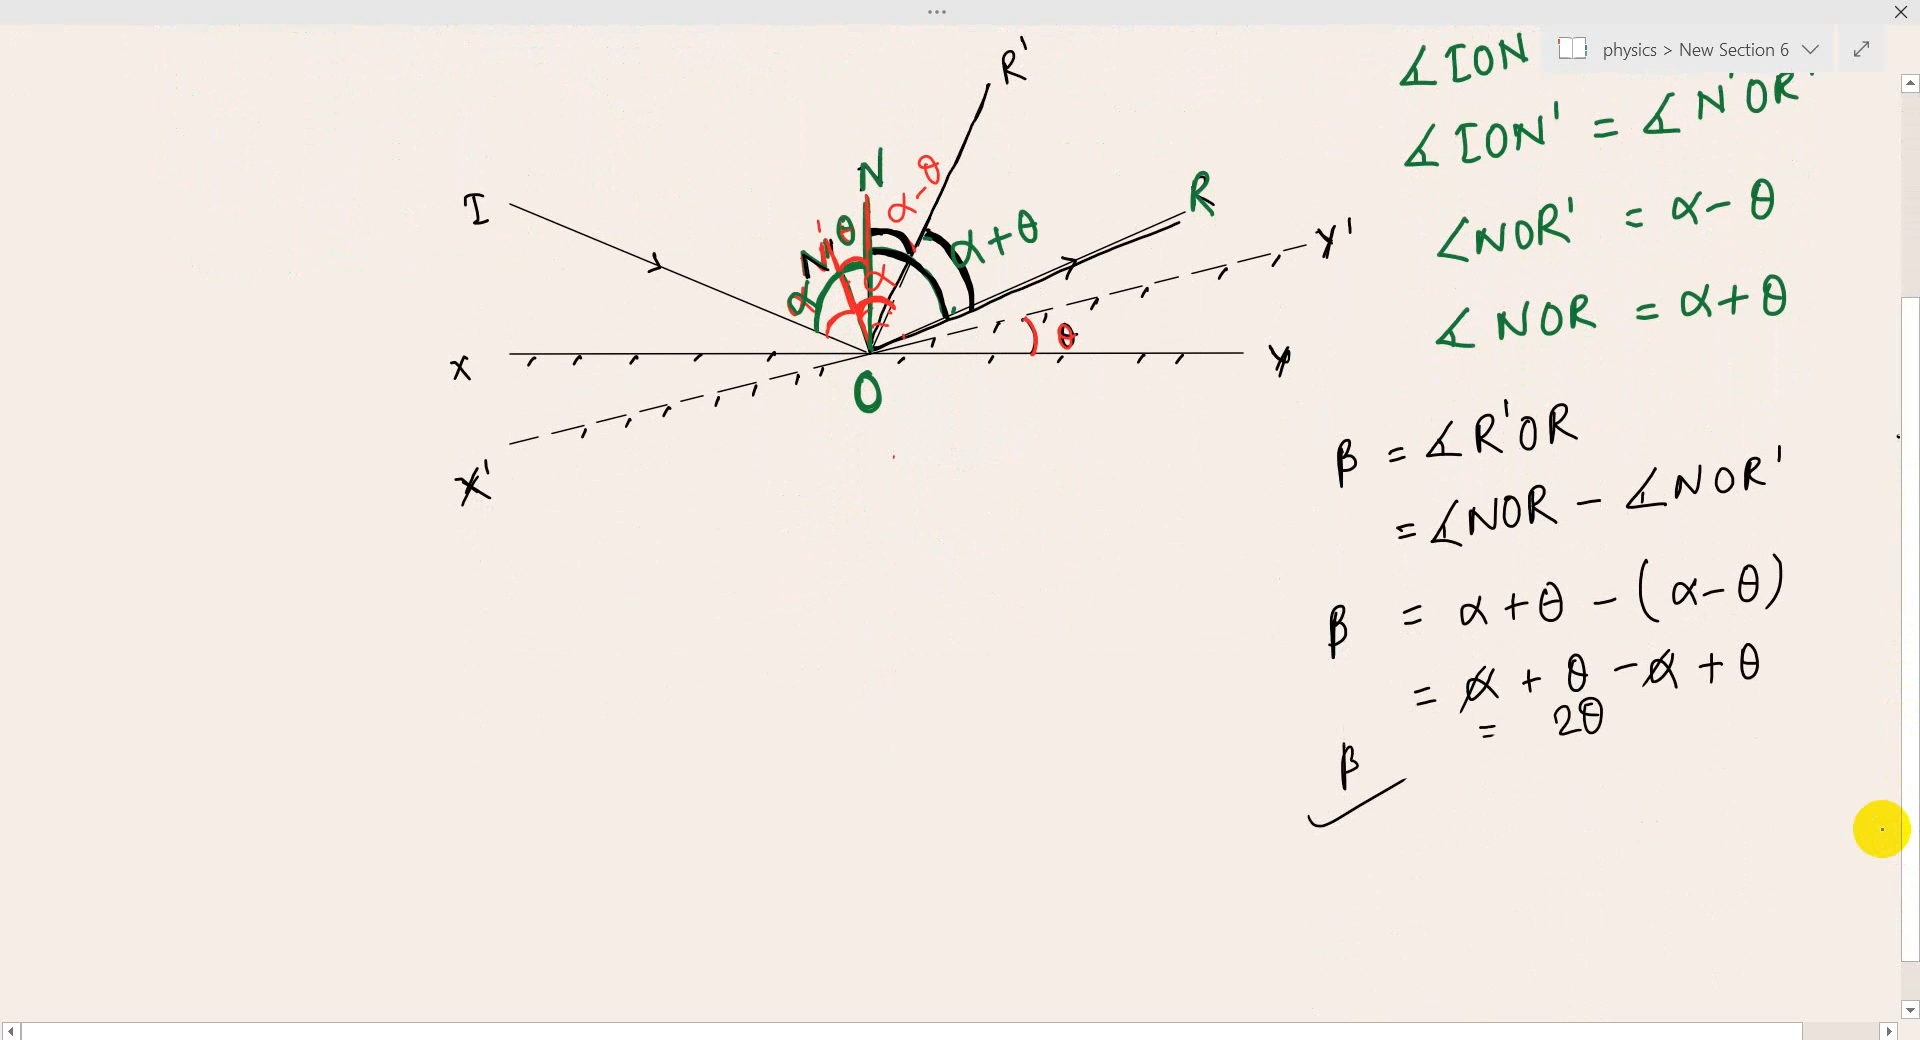 physics > New Section 6
R'
∡ION
∡ION' = ∡N'OR'
N
α-θ
I
R
N'
θ
α+θ
Y'
∠NOR' = α-θ
α
α
∡NOR = α+θ
θ
X
Y
O
X'
β = ∡R'OR
= ∡NOR - ∡NOR'
β = α+θ-(α-θ)
= α + θ - α + θ
= 2θ
β